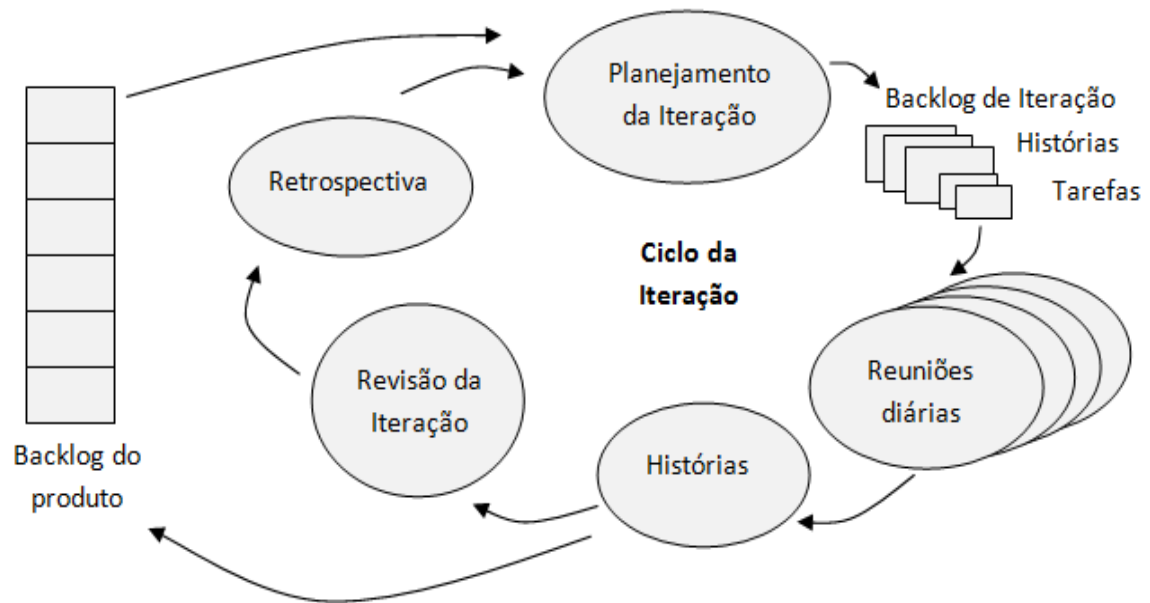 Planejamento
da Iteração
Backlog de Iteração
Histórias
Tarefas
Retrospectiva
Ciclo da
Iteração
Reuniões
diárias
Revisão da
Iteração
Histórias
Backlog do
produto